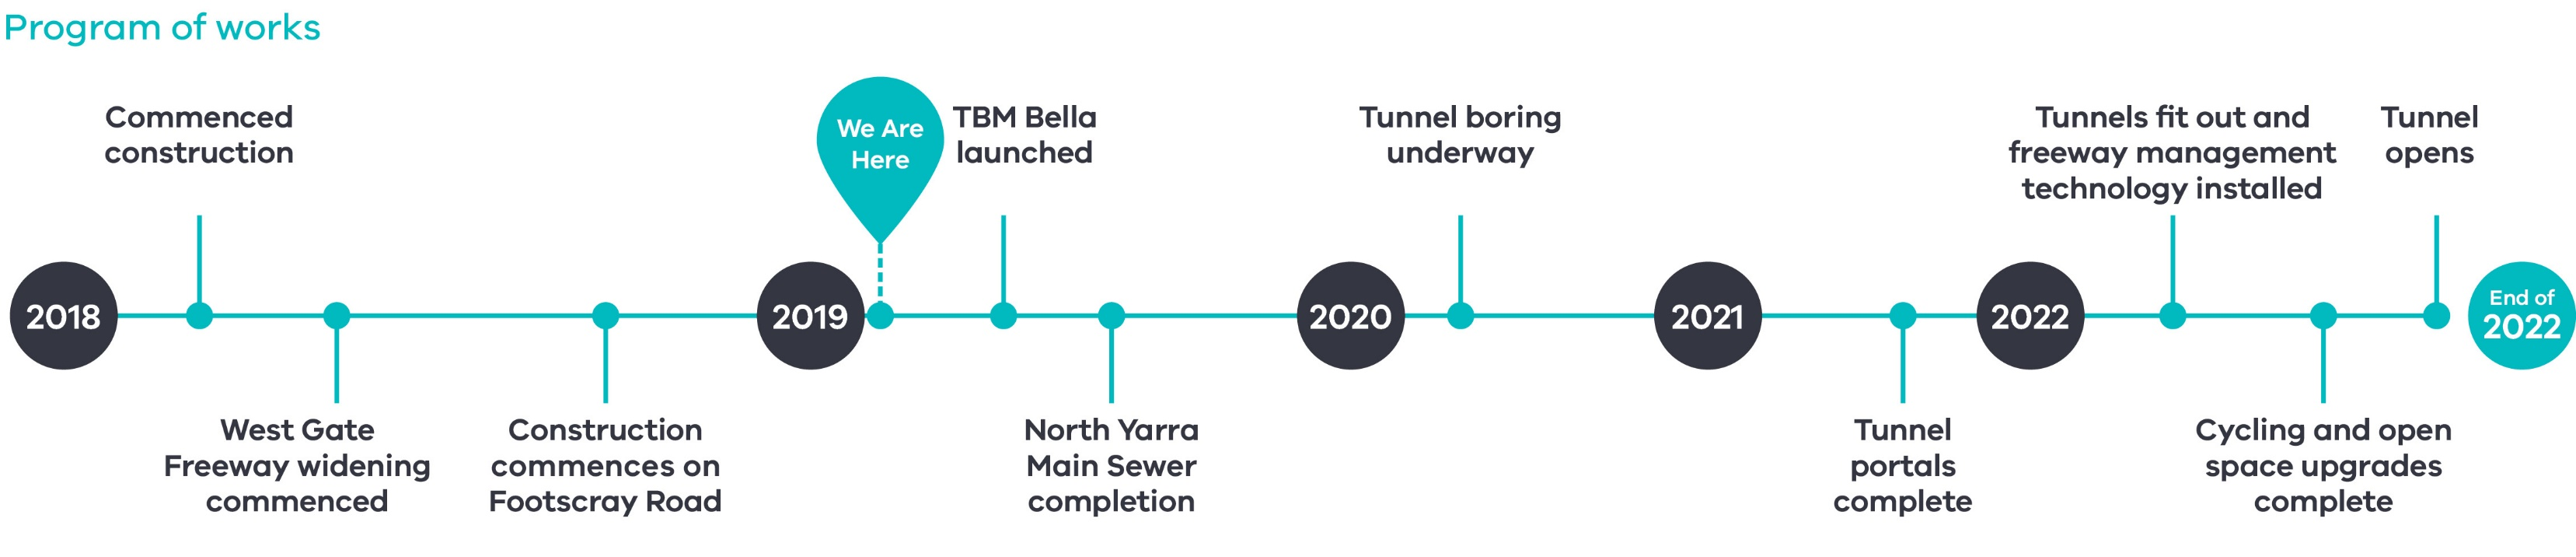 Program of works
Commenced
construction
We Are
Here
TBM Bella
launched
Tunnel boring
underway
Tunnels fit out and
freeway management
technology installed
Tunnel
opens
2018
2019
2020
2021
2022
End of
2022
West Gate
Freeway widening
commenced
Construction
commences on
Footscray Road
North Yarra
Main Sewer
completion
Tunnel
portals
complete
Cycling and open
space upgrades
complete